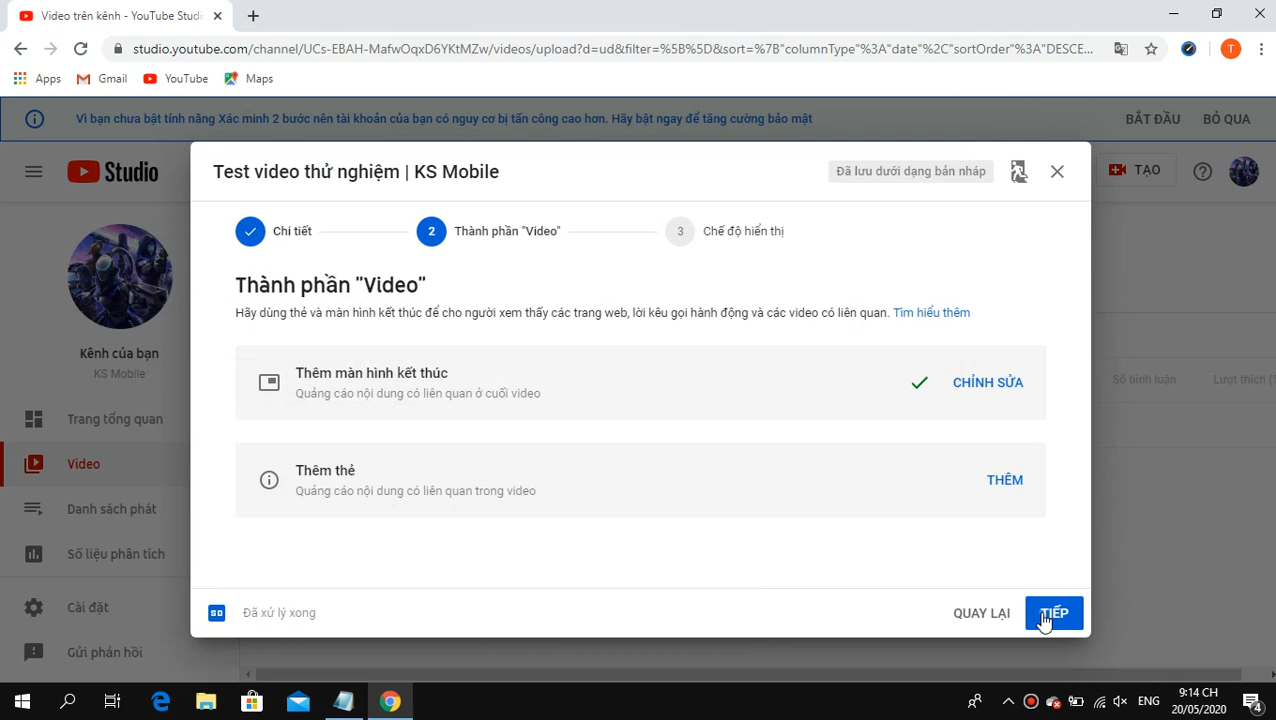 Video trên kênh - YouTube Studi
studio.youtube.com/channel/UCs-EBAH-MafwOqxD6YKtMZw/videos/upload?d=ud&filter=%5B%5D&sort=%7B"columnType"%3A"date"%2C"sortOrder"%3A"DESCE...
Apps Gmail YouTube Maps
Vì bạn chưa bật tính năng Xác minh 2 bước nên tài khoản của bạn có nguy cơ bị tấn công cao hơn. Hãy bật ngay để tăng cường bảo mật
BẮT ĐẦU BỎ QUA
Studio
TẠO
Test video thử nghiệm | KS Mobile
Đã lưu dưới dạng bản nháp
Chi tiết
2 Thành phần "Video"
3 Chế độ hiển thị
Thành phần "Video"
Hãy dùng thẻ và màn hình kết thúc để cho người xem thấy các trang web, lời kêu gọi hành động và các video có liên quan. Tìm hiểu thêm
Thêm màn hình kết thúc
Quảng cáo nội dung có liên quan ở cuối video
CHỈNH SỬA
Thêm thẻ
Quảng cáo nội dung có liên quan trong video
THÊM
SD Đã xử lý xong
QUAY LẠI
TIẾP
Kênh của bạn
KS Mobile
Trang tổng quan
Video
Danh sách phát
Số liệu phân tích
Cài đặt
Gửi phản hồi
Số bình luận Lượt thích (
T
ENG
9:14 CH
20/05/2020
4